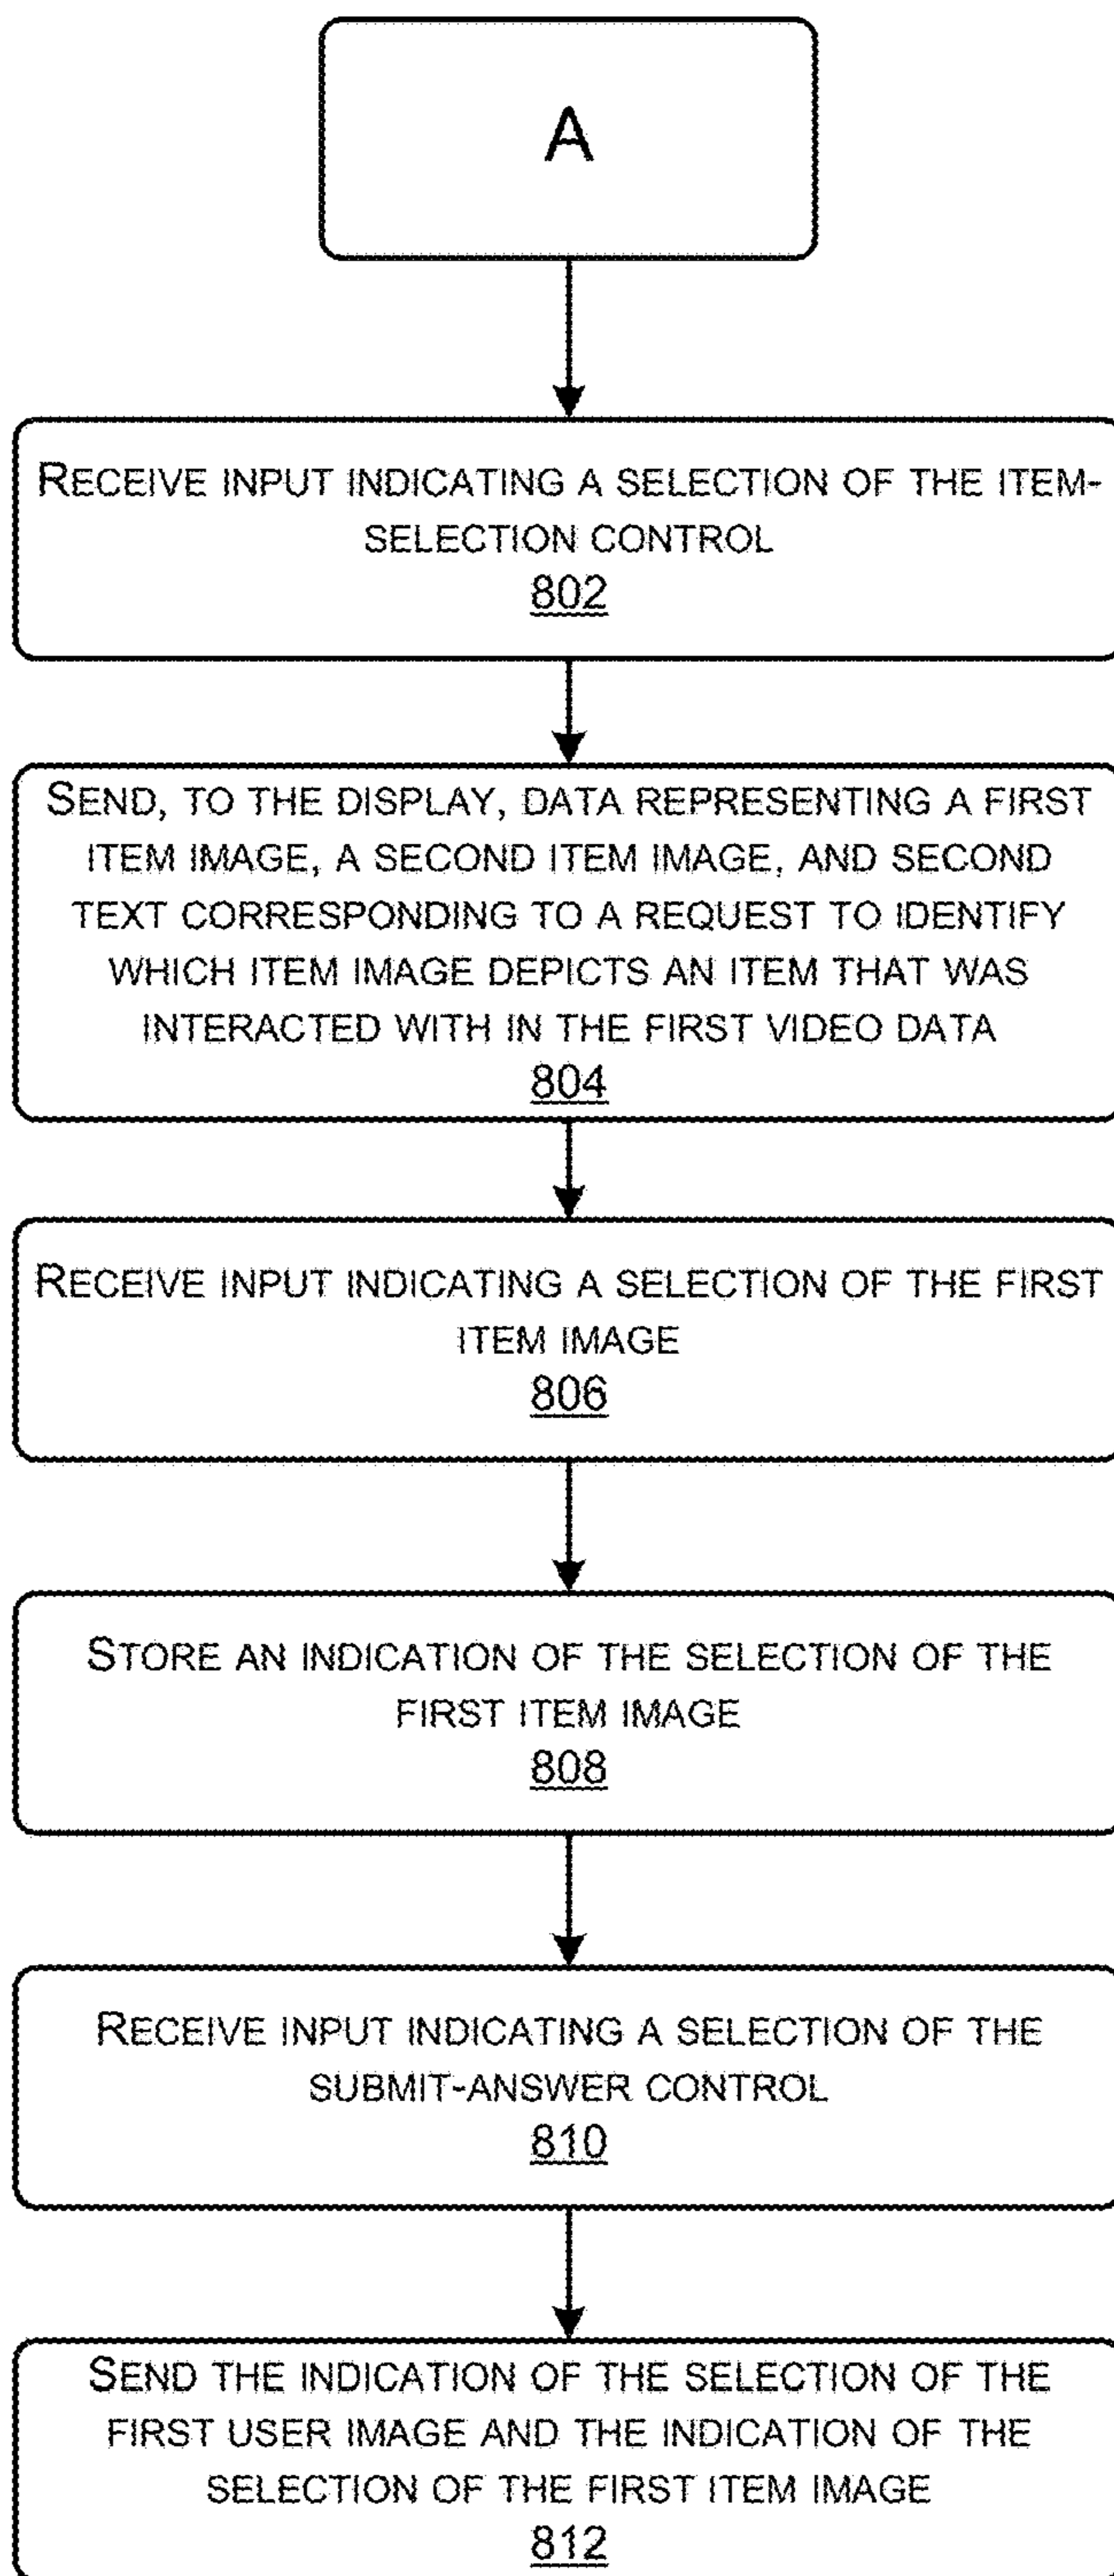 A
RECEIVE INPUT INDICATING A SELECTION OF THE ITEM-
SELECTION CONTROL
802
SEND, TO THE DISPLAY, DATA REPRESENTING A FIRST
ITEM IMAGE, A SECOND ITEM IMAGE, AND SECOND
TEXT CORRESPONDING TO A REQUEST TO IDENTIFY
WHICH ITEM IMAGE DEPICTS AN ITEM THAT WAS
INTERACTED WITH IN THE FIRST VIDEO DATA
804
RECEIVE INPUT INDICATING A SELECTION OF THE FIRST
ITEM IMAGE
806
STORE AN INDICATION OF THE SELECTION OF THE
FIRST ITEM IMAGE
808
RECEIVE INPUT INDICATING A SELECTION OF THE
SUBMIT-ANSWER CONTROL
810
SEND THE INDICATION OF THE SELECTION OF THE
FIRST USER IMAGE AND THE INDICATION OF THE
SELECTION OF THE FIRST ITEM IMAGE
812